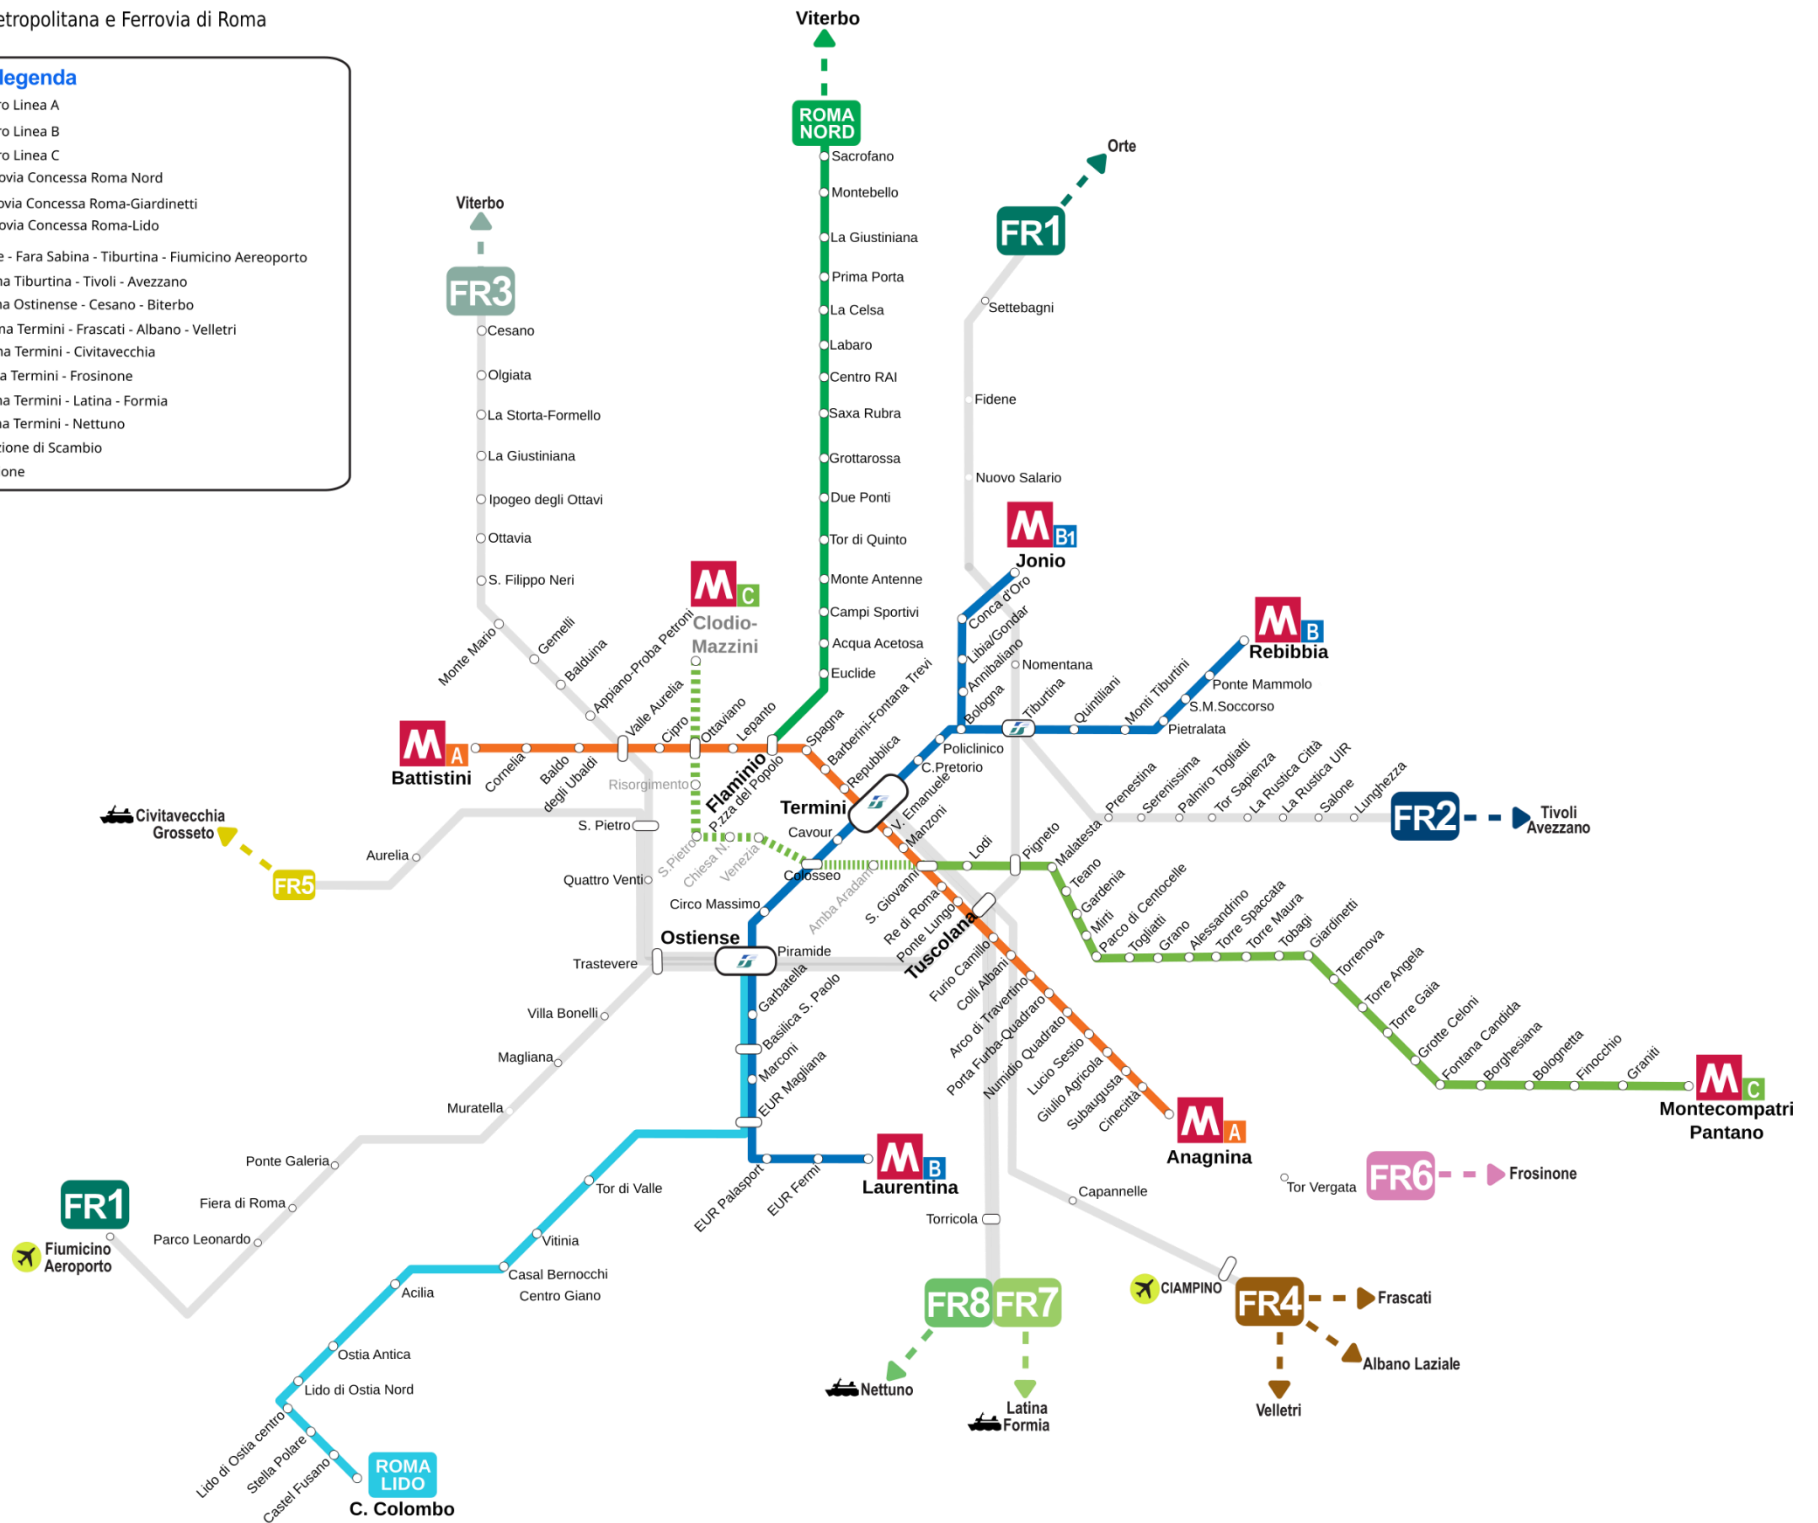 etropolitana e Ferrovia di Roma
legenda
o Linea A
o Linea B
o Linea C
ovia Concessa Roma Nord
ovia Concessa Roma-Giardinetti
ovia Concessa Roma-Lido
e - Fara Sabina - Tiburtina - Fiumicino Aereoporto
na Tiburtina - Tivoli - Avezzano
na Ostinense - Cesano - Biterbo
ma Termini - Frascati - Albano - Velletri
na Termini - Civitavecchia
a Termini - Frosinone
na Termini - Latina - Formia
na Termini - Nettuno
zione di Scambio
one
Viterbo
ROMA
NORD
Sacrofano
Montebello
La Giustiniana
Prima Porta
La Celsa
Labaro
Centro RAI
Saxa Rubra
Grottarossa
Due Ponti
Tor di Quinto
Monte Antenne
Campi Sportivi
Acqua Acetosa
Euclide
Orte
FR1
Settebagni
Fidene
Nuovo Salario
Nomentana
Viterbo
FR3
Cesano
Olgiata
La Storta-Formello
La Giustiniana
Ipogeo degli Ottavi
Ottavia
S. Filippo Neri
Monte Mario
Gemelli
Balduina
Appiano-Proba Petroni
M C
Clodio-
Mazzini
M B1
Jonio
Conca d'Oro
Libia/Gondar
Annibaliano
Bologna
Tiburtina
Quintiliani
Monti Tiburtini
Pietralata
S.M.Soccorso
Ponte Mammolo
M B
Rebibbia
M A
Battistini
Cornelia
Baldo
degli Ubaldi
Valle Aurelia
Cipro
Ottaviano
Lepanto
Flaminio
P.zza del Popolo
Spagna
Barberini-Fontana Trevi
Repubblica
Policlinico
C.Pretorio
Termini
Risorgimento
S.Pietro
Chiesa N.
Venezia
Cavour
Colosseo
Amba Aradam
V. Emanuele
Manzoni
S. Giovanni
Lodi
Pigneto
Malatesta
Prenestina
Serenissima
Palmiro Togliatti
Tor Sapienza
La Rustica Città
La Rustica UIR
Salone
Lunghezza
FR2
Tivoli
Avezzano
Civitavecchia
Grosseto
FR5
Aurelia
S. Pietro
Quattro Venti
Circo Massimo
Ostiense
Piramide
Trastevere
Re di Roma
Ponte Lungo
Tuscolana
Furio Camillo
Colli Albani
Arco di Travertino
Porta Furba-Quadraro
Numidio Quadrato
Lucio Sestio
Giulio Agricola
Subaugusta
Cinecittà
M A
Anagnina
Teano
Gardenia
Mirti
Parco di Centocelle
Togliatti
Grano
Alessandrino
Torre Spaccata
Torre Maura
Tobagi
Giardinetti
Torrenova
Torre Angela
Torre Gaia
Grotte Celoni
Fontana Candida
Borghesiana
Bolognetta
Finocchio
Graniti
M C
Montecompatri
Pantano
Garbatella
Basilica S. Paolo
Marconi
EUR Magliana
EUR Palasport
EUR Fermi
M B
Laurentina
Villa Bonelli
Magliana
Muratella
Ponte Galeria
Fiera di Roma
Parco Leonardo
FR1
Fiumicino
Aeroporto
Tor di Valle
Vitinia
Casal Bernocchi
Centro Giano
Acilia
Ostia Antica
Lido di Ostia Nord
Lido di Ostia centro
Stella Polare
Castel Fusano
ROMA
LIDO
C. Colombo
Torricola
Capannelle
Tor Vergata
FR6
Frosinone
CIAMPINO
FR4
Frascati
Albano Laziale
Velletri
FR8
FR7
Nettuno
Latina
Formia